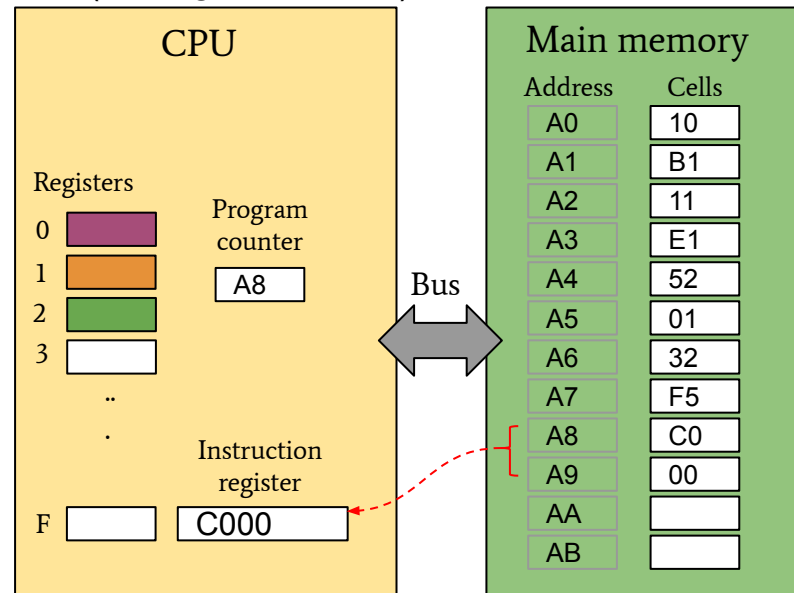 CPU
Registers
0
1
2
3
..
.
F
Program
counter
A8
Instruction
register
C000
Bus
Main memory
Address Cells
A0 10
A1 B1
A2 11
A3 E1
A4 52
A5 01
A6 32
A7 F5
A8 C0
A9 00
AA
AB